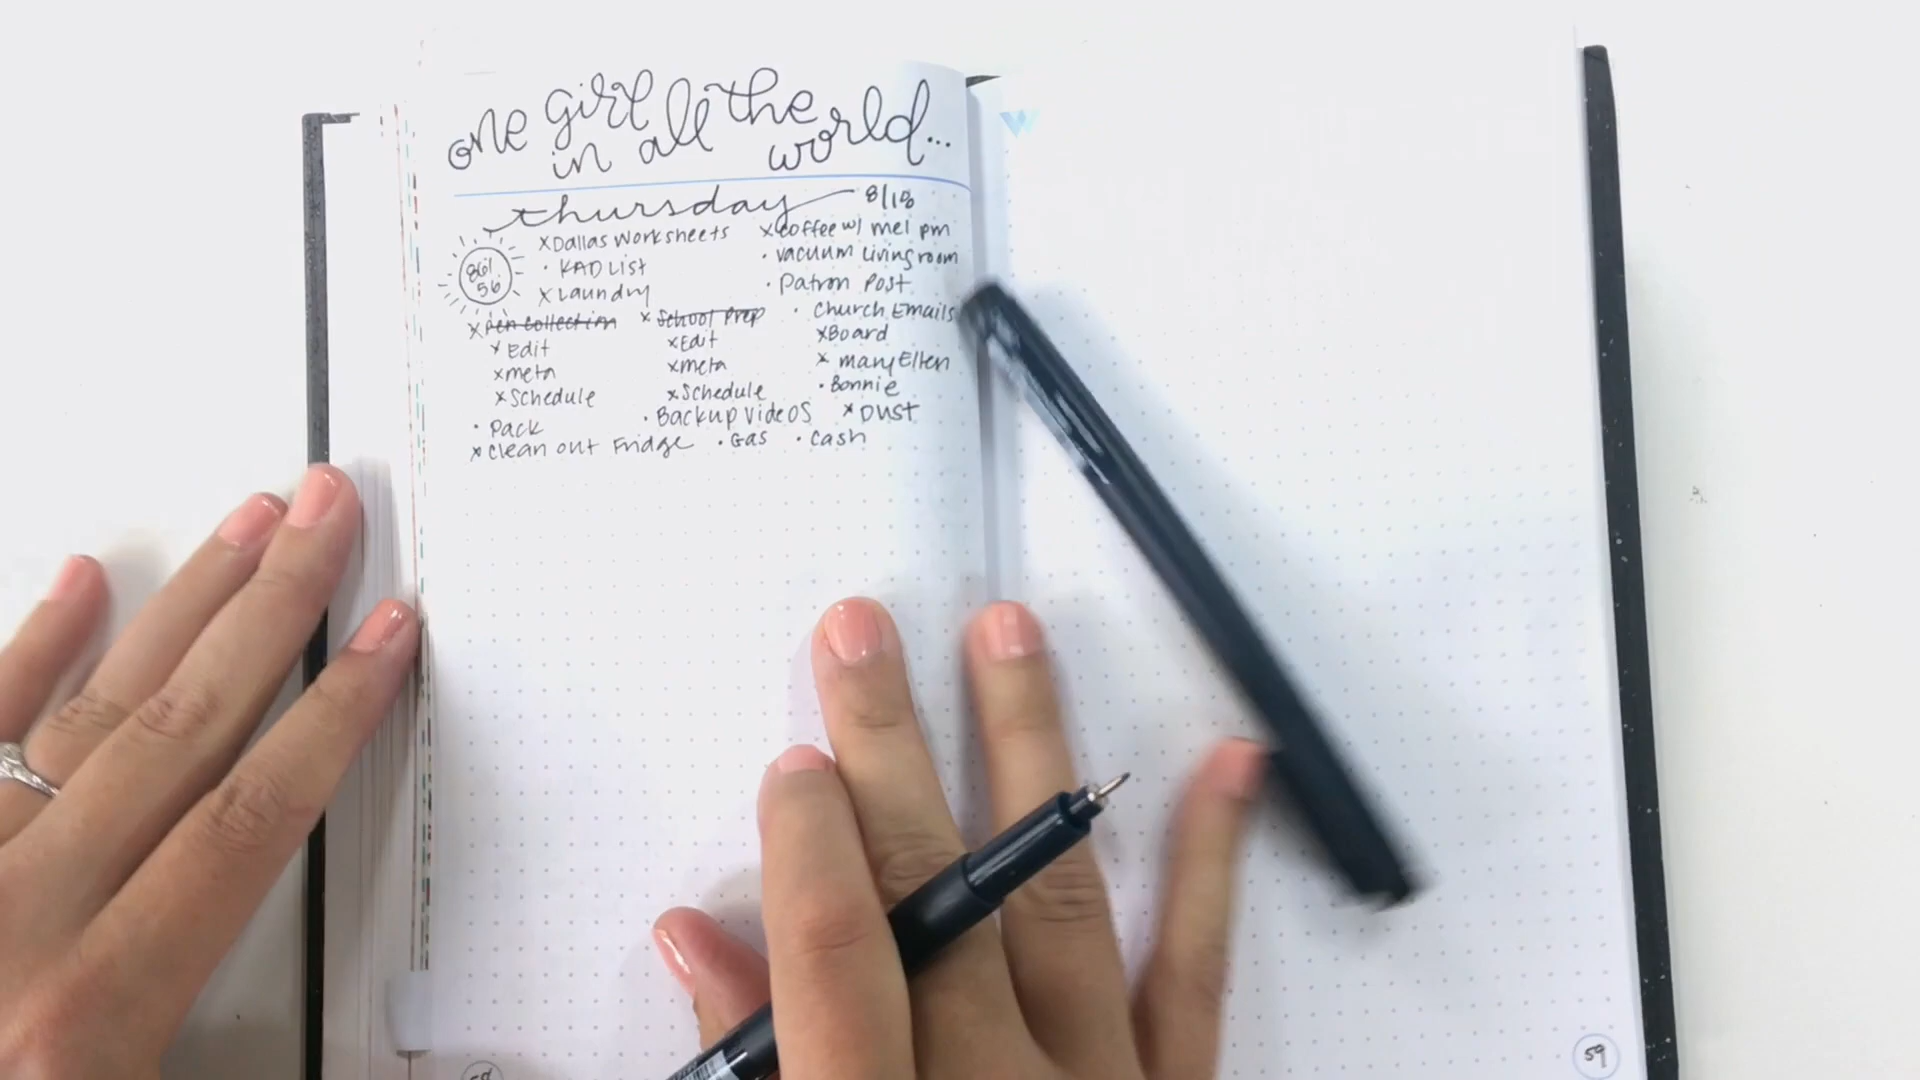 one girl in all the world...
thursday 8/18
86/56
x Dallas Worksheets x Coffee w/ mel pm
· KAD List · Vacuum Living room
x Laundry · Patron Post
x Pen Collection x School Prep · Church Emails
x Edit x Edit x Board
x meta x meta x mary Ellen
x Schedule x Schedule · Bonnie
· Pack · Backup Videos x Dust
x Clean out Fridge · Gas · Cash
59